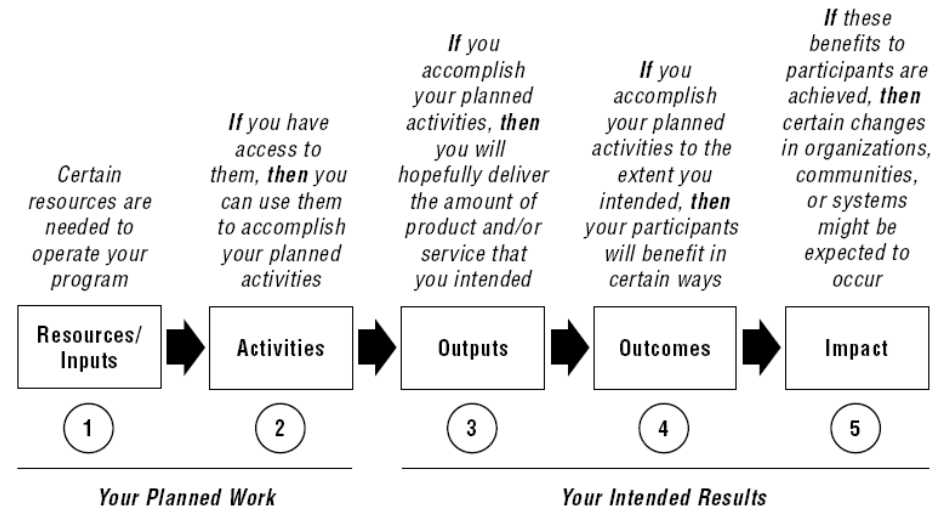 Certain
resources are
needed to
operate your
program
If you have
access to
them, then you
can use them
to accomplish
your planned
activities
If you
accomplish
your planned
activities, then
you will
hopefully deliver
the amount of
product and/or
service that
you intended
If you
accomplish
your planned
activities to the
extent you
intended, then
your participants
will benefit in
certain ways
If these
benefits to
participants are
achieved, then
certain changes
in organizations,
communities,
or systems
might be
expected to
occur
Resources/
Inputs
Activities
Outputs
Outcomes
Impact
1
2
3
4
5
Your Planned Work
Your Intended Results